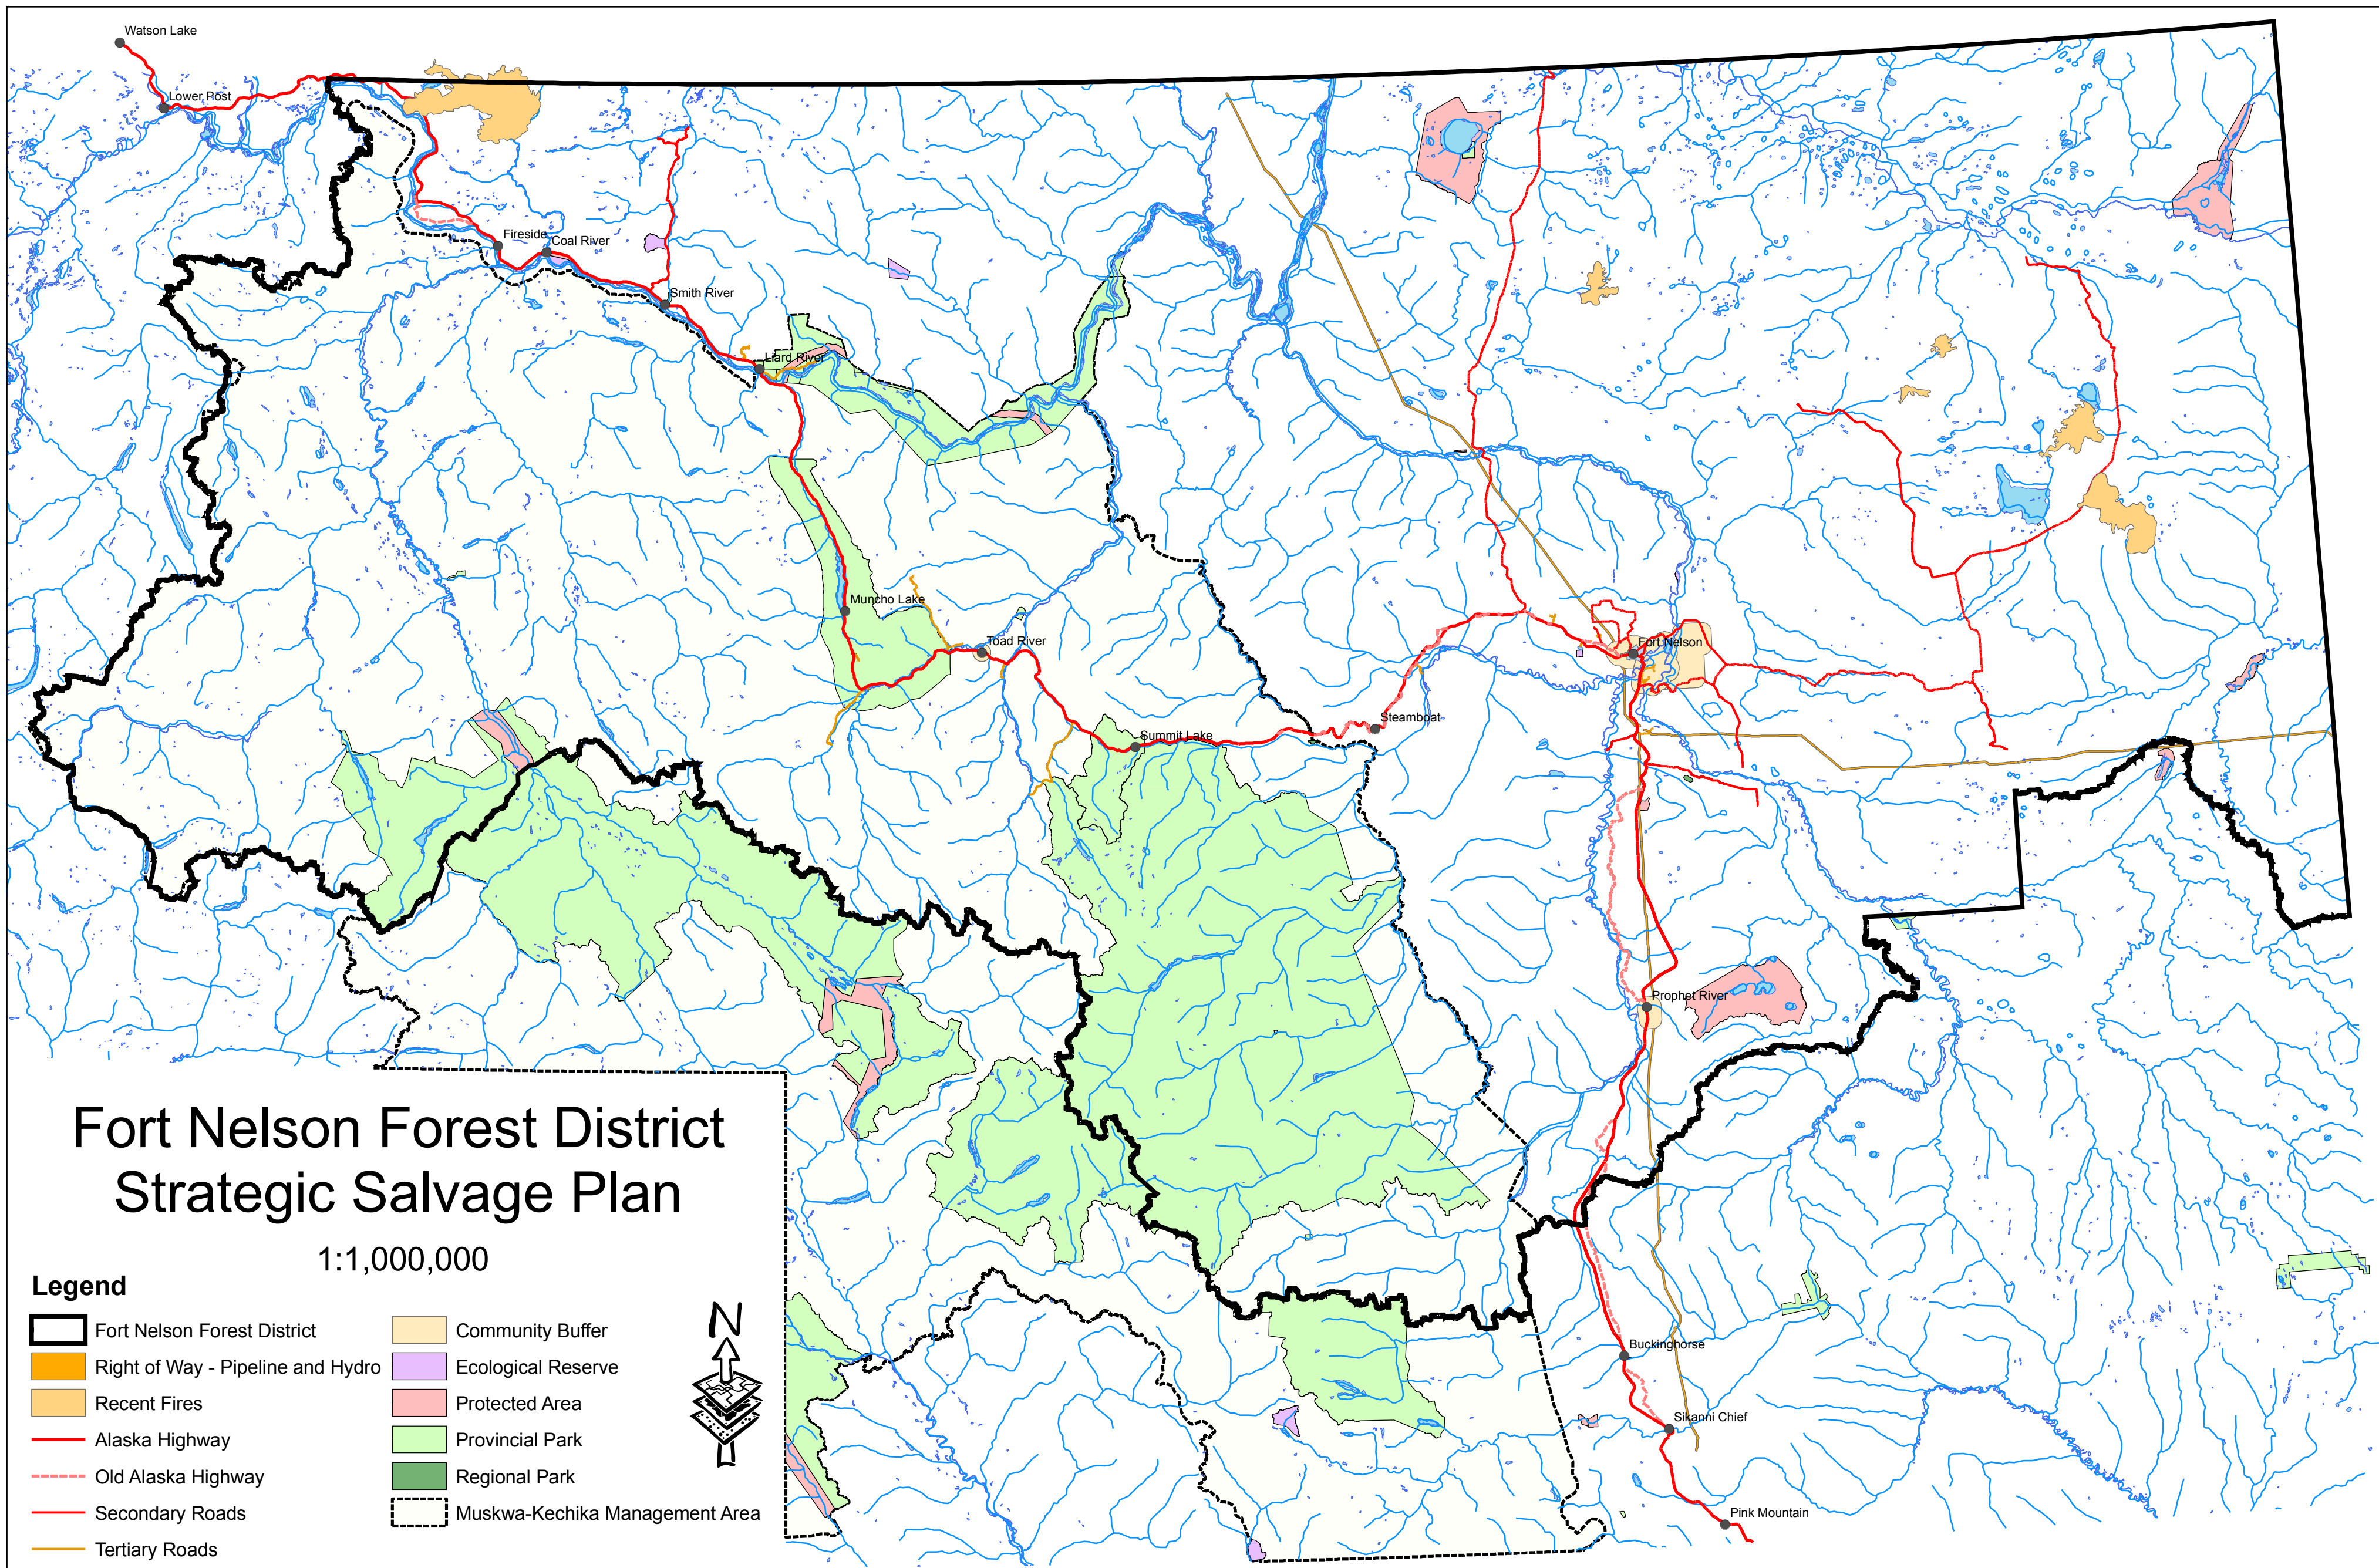 Watson Lake
Lower Post
Fireside
Coal River
Smith River
Liard River
Muncho Lake
Toad River
Fort Nelson
Steamboat
Summit Lake
Prophet River
Buckinghorse
Sikanni Chief
Pink Mountain
Fort Nelson Forest District
Strategic Salvage Plan
1:1,000,000
Legend
Fort Nelson Forest District
Right of Way - Pipeline and Hydro
Recent Fires
Alaska Highway
Old Alaska Highway
Secondary Roads
Tertiary Roads
Community Buffer
Ecological Reserve
Protected Area
Provincial Park
Regional Park
Muskwa-Kechika Management Area
N